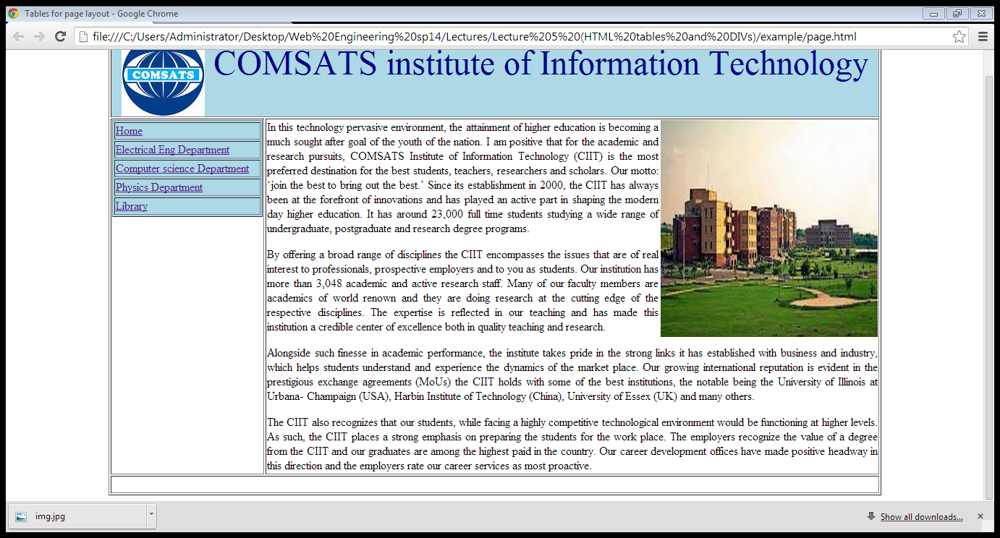 Tables for page layout - Google Chrome
file:///C:/Users/Administrator/Desktop/Web%20Engineering%20sp14/Lectures/Lecture%205%20(HTML%20tables%20and%20DIVs)/example/page.html
COMSATS
COMSATS institute of Information Technology
Home
Electrical Eng Department
Computer science Department
Physics Department
Library
In this technology pervasive environment, the attainment of higher education is becoming a
much sought after goal of the youth of the nation. I am positive that for the academic and
research pursuits, COMSATS Institute of Information Technology (CIIT) is the most
preferred destination for the best students, teachers, researchers and scholars. Our motto:
‘join the best to bring out the best.’ Since its establishment in 2000, the CIIT has always
been at the forefront of innovations and has played an active part in shaping the modern
day higher education. It has around 23,000 full time students studying a wide range of
undergraduate, postgraduate and research degree programs.
By offering a broad range of disciplines the CIIT encompasses the issues that are of real
interest to professionals, prospective employers and to you as students. Our institution has
more than 3,048 academic and active research staff. Many of our faculty members are
academics of world renown and they are doing research at the cutting edge of the
respective disciplines. The expertise is reflected in our teaching and has made this
institution a credible center of excellence both in quality teaching and research.
Alongside such finesse in academic performance, the institute takes pride in the strong links it has established with business and industry,
which helps students understand and experience the dynamics of the market place. Our growing international reputation is evident in the
prestigious exchange agreements (MoUs) the CIIT holds with some of the best institutions, the notable being the University of Illinois at
Urbana- Champaign (USA), Harbin Institute of Technology (China), University of Essex (UK) and many others.
The CIIT also recognizes that our students, while facing a highly competitive technological environment would be functioning at higher levels.
As such, the CIIT places a strong emphasis on preparing the students for the work place. The employers recognize the value of a degree
from the CIIT and our graduates are among the highest paid in the country. Our career development offices have made positive headway in
this direction and the employers rate our career services as most proactive.
img.jpg
Show all downloads...